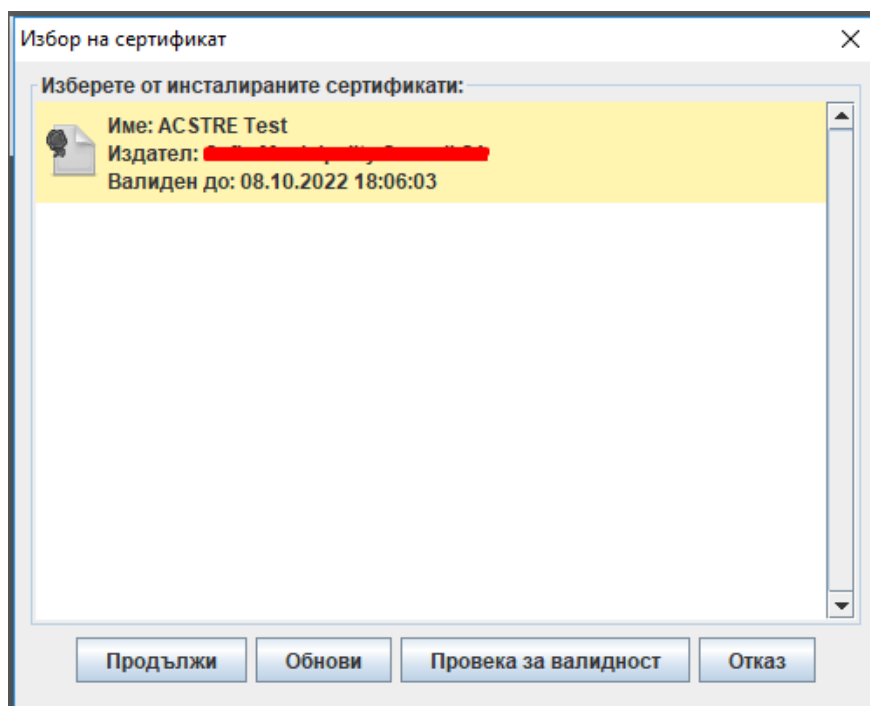 Избор на сертификат
Изберете от инсталираните сертификати:
Име: ACSTRE Test
Издател:
Валиден до: 08.10.2022 18:06:03
Продължи Обнови Провека за валидност Отказ